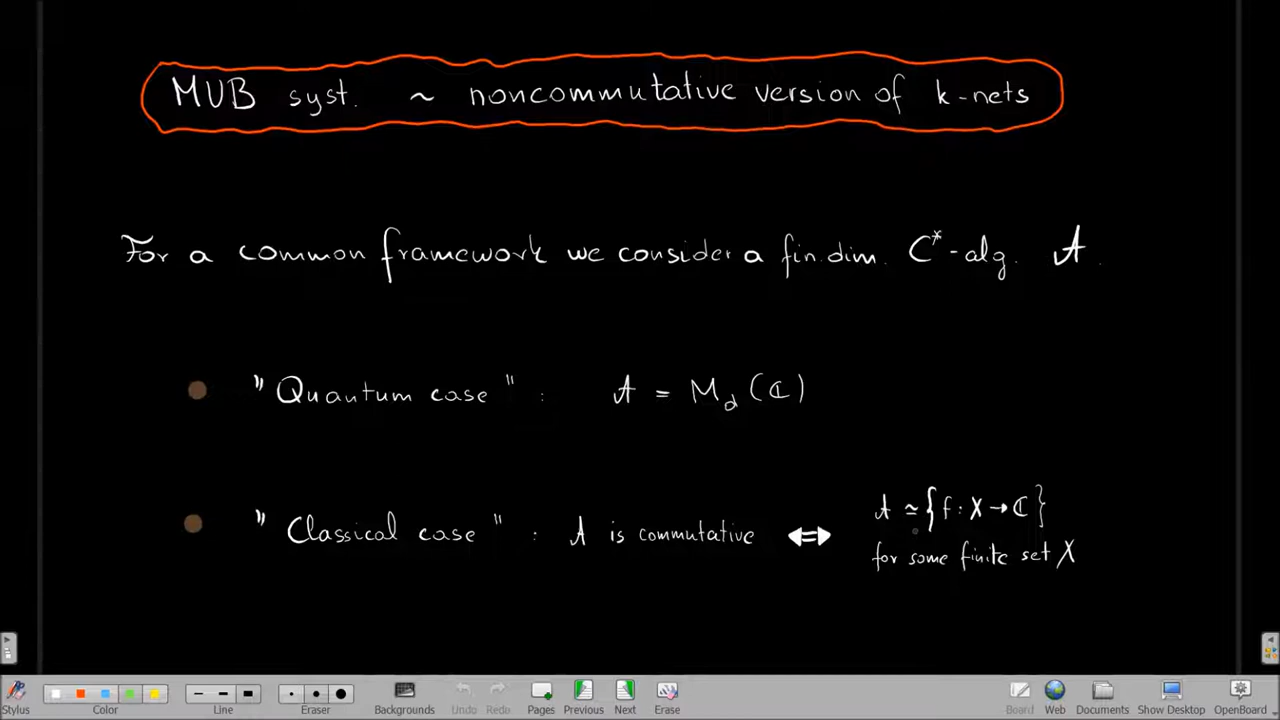 MUB syst. ~ noncommutative version of k-nets
For a common framework we consider a fin.dim. C*-alg. A.
"Quantum case" : A = M_d (ℂ)
"Classical case" : A is commutative ⇔ A ≃ {f : X → ℂ}
for some finite set X
Stylus
Color
Line
Eraser
Backgrounds
Undo
Redo
Pages
Previous
Next
Erase
Board
Web
Documents
Show Desktop
OpenBoard